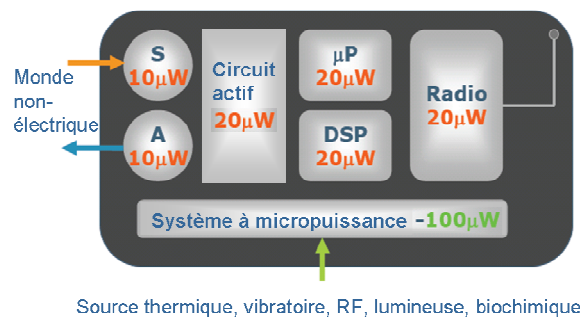 Monde
non-
électrique
S
10µW
A
10µW
Circuit
actif
20µW
µP
20µW
DSP
20µW
Radio
20µW
Système à micropuissance -100µW
Source thermique, vibratoire, RF, lumineuse, biochimique